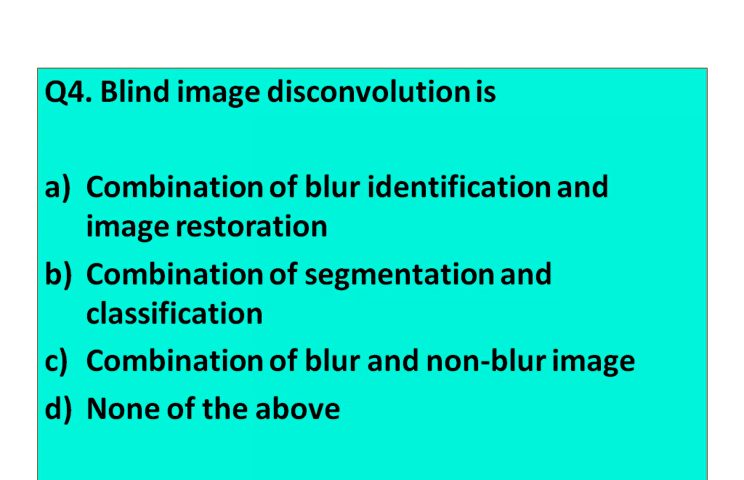 Q4. Blind image disconvolution is
a) Combination of blur identification and
image restoration
b) Combination of segmentation and
classification
c) Combination of blur and non-blur image
d) None of the above